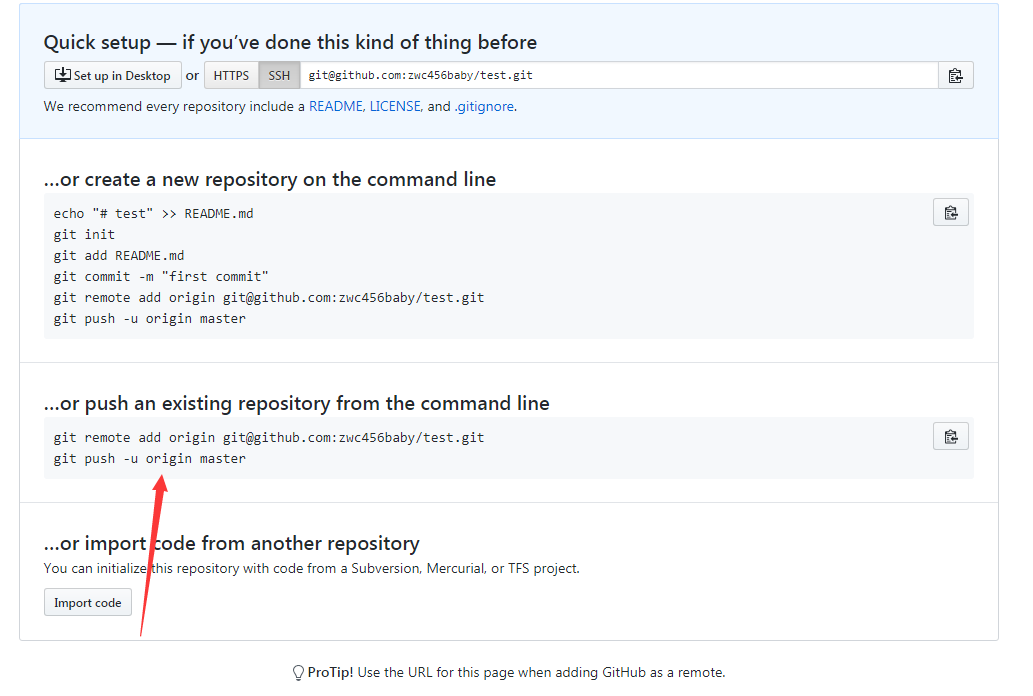 Quick setup — if you’ve done this kind of thing before
Set up in Desktop or HTTPS SSH git@github.com:zwc456baby/test.git
We recommend every repository include a README, LICENSE, and .gitignore.
…or create a new repository on the command line
echo "# test" >> README.md
git init
git add README.md
git commit -m "first commit"
git remote add origin git@github.com:zwc456baby/test.git
git push -u origin master
…or push an existing repository from the command line
git remote add origin git@github.com:zwc456baby/test.git
git push -u origin master
…or import code from another repository
You can initialize this repository with code from a Subversion, Mercurial, or TFS project.
Import code
ProTip! Use the URL for this page when adding GitHub as a remote.